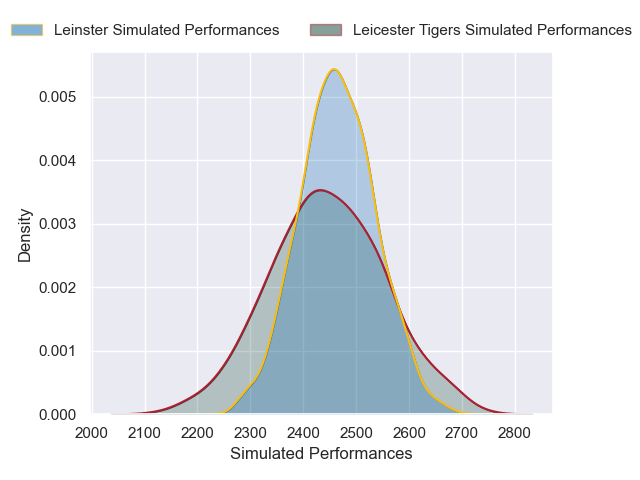 Leinster Simulated Performances
Leicester Tigers Simulated Performances
Density
0.005
0.004
0.003
0.002
0.001
0.000
2000 2100 2200 2300 2400 2500 2600 2700 2800
Simulated Performances